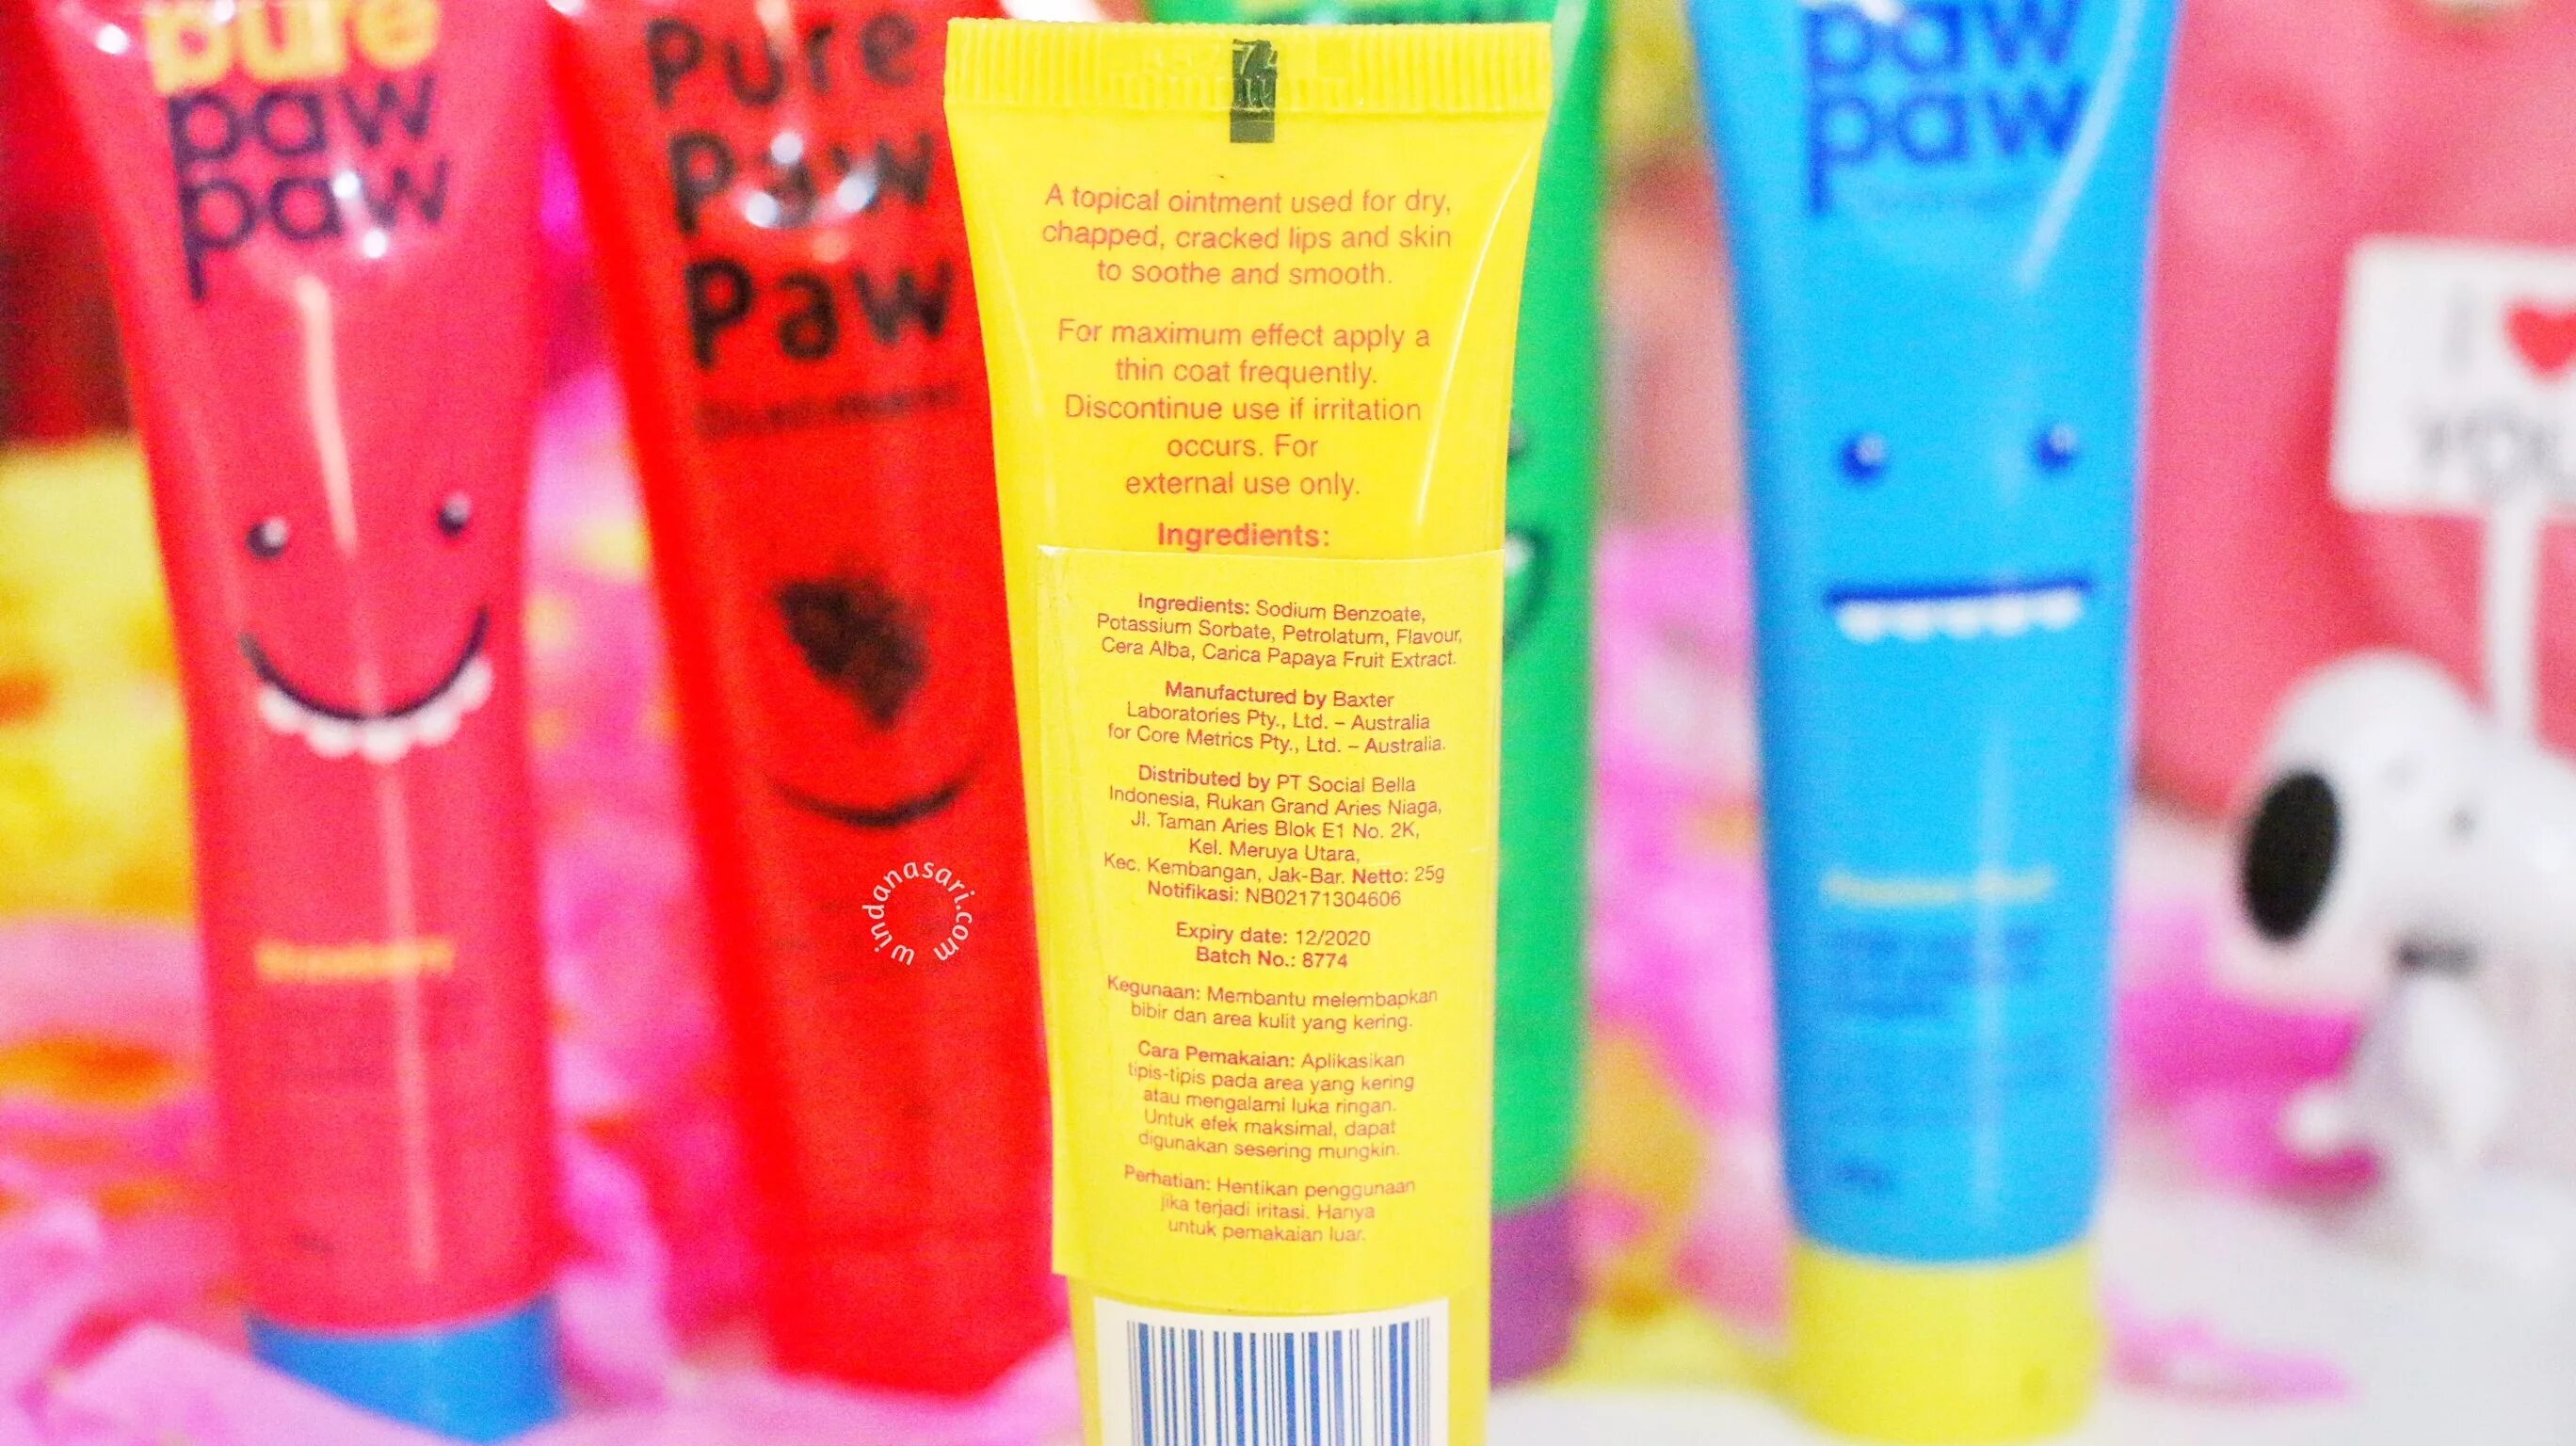 pure
paw
paw
Pure
Paw
Paw
Ointment
A topical ointment used for dry,
chapped, cracked lips and skin
to soothe and smooth.
For maximum effect apply a
thin coat frequently.
Discontinue use if irritation
occurs. For
external use only.
Ingredients:
Ingredients: Sodium Benzoate,
Potassium Sorbate, Petrolatum, Flavour,
Cera Alba, Carica Papaya Fruit Extract.
Manufactured by Baxter
Laboratories Pty., Ltd. – Australia
for Core Metrics Pty., Ltd. – Australia.
Distributed by PT Social Bella
Indonesia, Rukan Grand Aries Niaga,
Jl. Taman Aries Blok E1 No. 2K,
Kel. Meruya Utara,
Kec. Kembangan, Jak-Bar. Netto: 25g
Notifikasi: NB02171304606
Expiry date: 12/2020
Batch No.: 8774
Kegunaan: Membantu melembapkan
bibir dan area kulit yang kering.
Cara Pemakaian: Aplikasikan
tipis-tipis pada area yang kering
atau mengalami luka ringan.
Untuk efek maksimal, dapat
digunakan sesering mungkin.
Perhatian: Hentikan penggunaan
jika terjadi iritasi. Hanya
untuk pemakaian luar.
paw
paw
I
YOU
Strawberry
windanasari.com